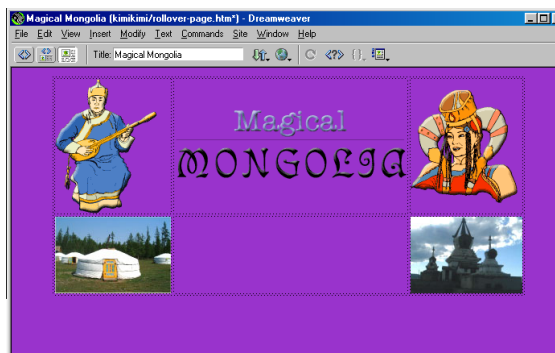 Magical Mongolia (kimikimi/rollover-page.htm*) - Dreamweaver
File Edit View Insert Modify Text Commands Site Window Help
Title: Magical Mongolia
Magical
MONGOLIA